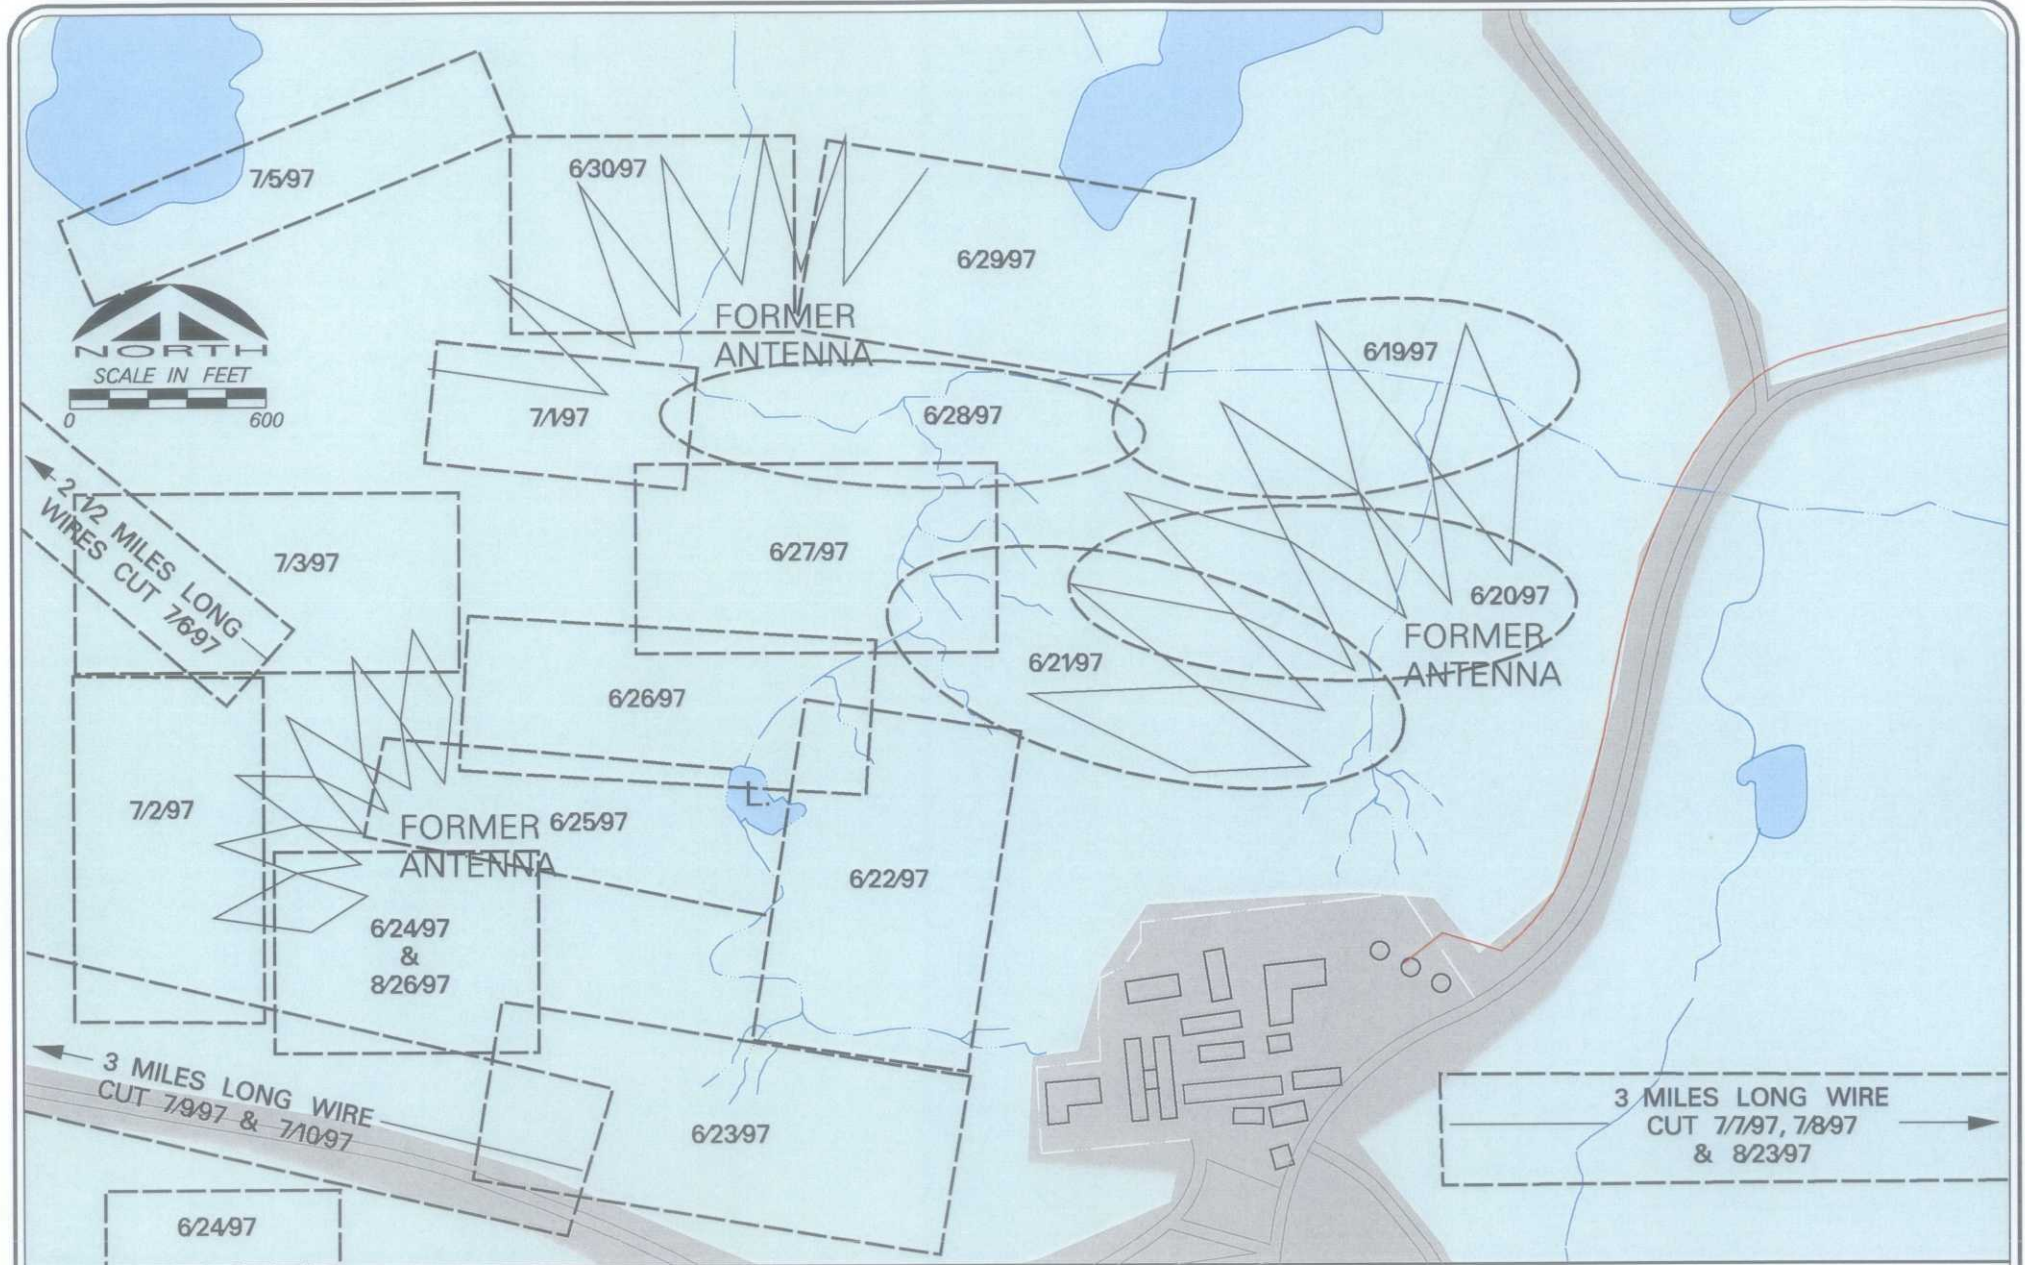 7/5/97
6/30/97
6/29/97
NORTH
SCALE IN FEET
0 600
FORMER
ANTENNA
6/19/97
7/1/97
6/28/97
2 1/2 MILES LONG
WIRES CUT 7/6/97
7/3/97
6/27/97
6/20/97
FORMER
ANTENNA
6/21/97
6/26/97
7/2/97
FORMER
ANTENNA
6/25/97
L.
6/22/97
6/24/97
&
8/26/97
3 MILES LONG WIRE
CUT 7/9/97 & 7/10/97
6/23/97
3 MILES LONG WIRE
CUT 7/7/97, 7/8/97
& 8/23/97
6/24/97